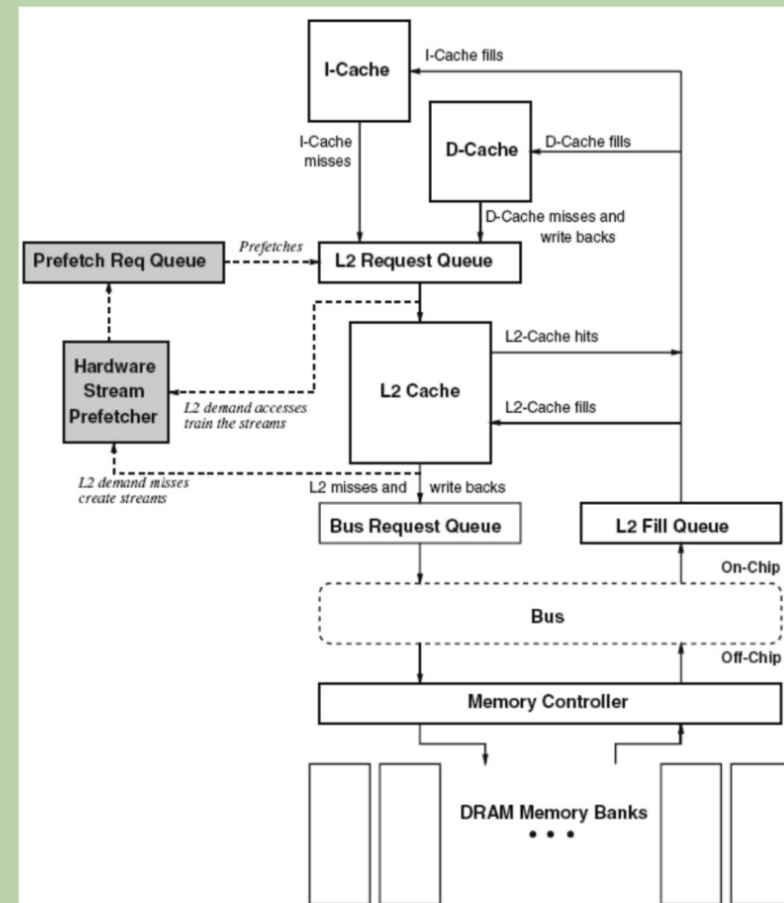 I-Cache fills
I-Cache
I-Cache
misses
D-Cache
D-Cache fills
D-Cache misses and
write backs
Prefetch Req Queue
Prefetches
L2 Request Queue
Hardware
Stream
Prefetcher
L2 Cache
L2-Cache hits
L2 demand accesses
train the streams
L2-Cache fills
L2 demand misses
create streams
L2 misses and write backs
Bus Request Queue
L2 Fill Queue
On-Chip
Bus
Off-Chip
Memory Controller
DRAM Memory Banks
• • •